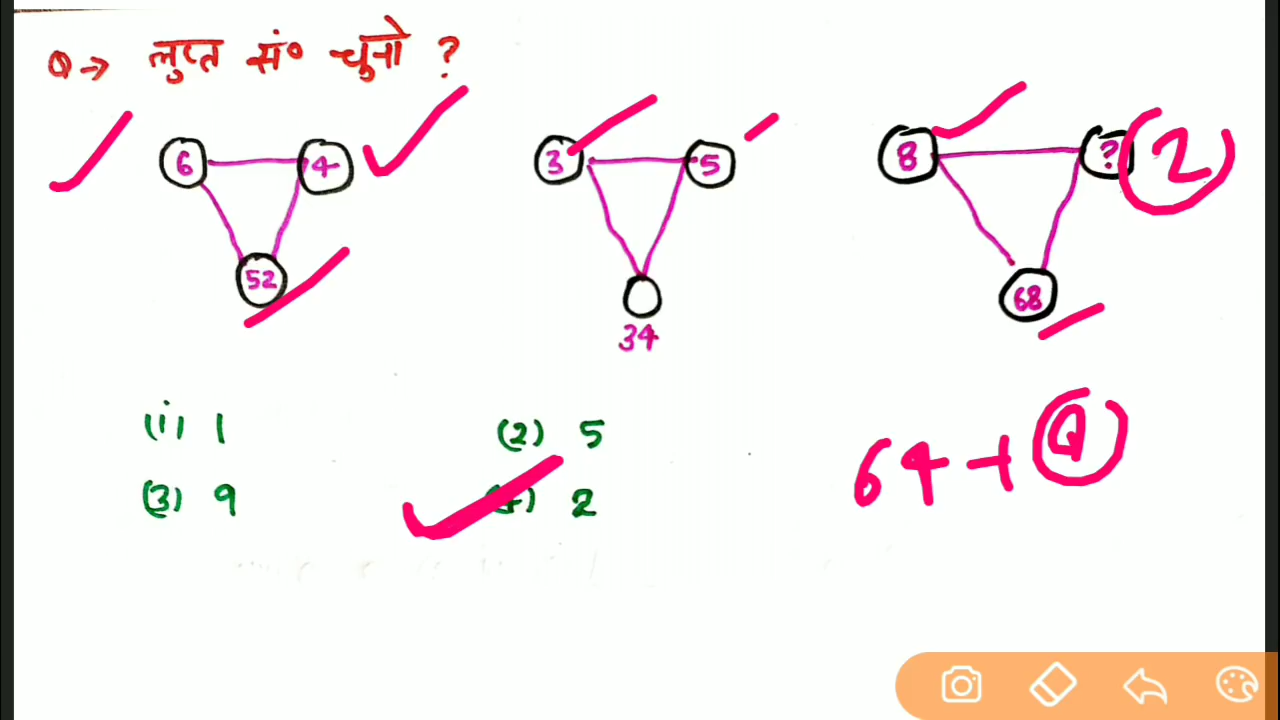 Q→ लुप्त सं० चुनो ?
6 4 3 5 8 ? 2
52
68
34
(1) 1 (2) 5
(3) 9 (4) 2
64 + 4